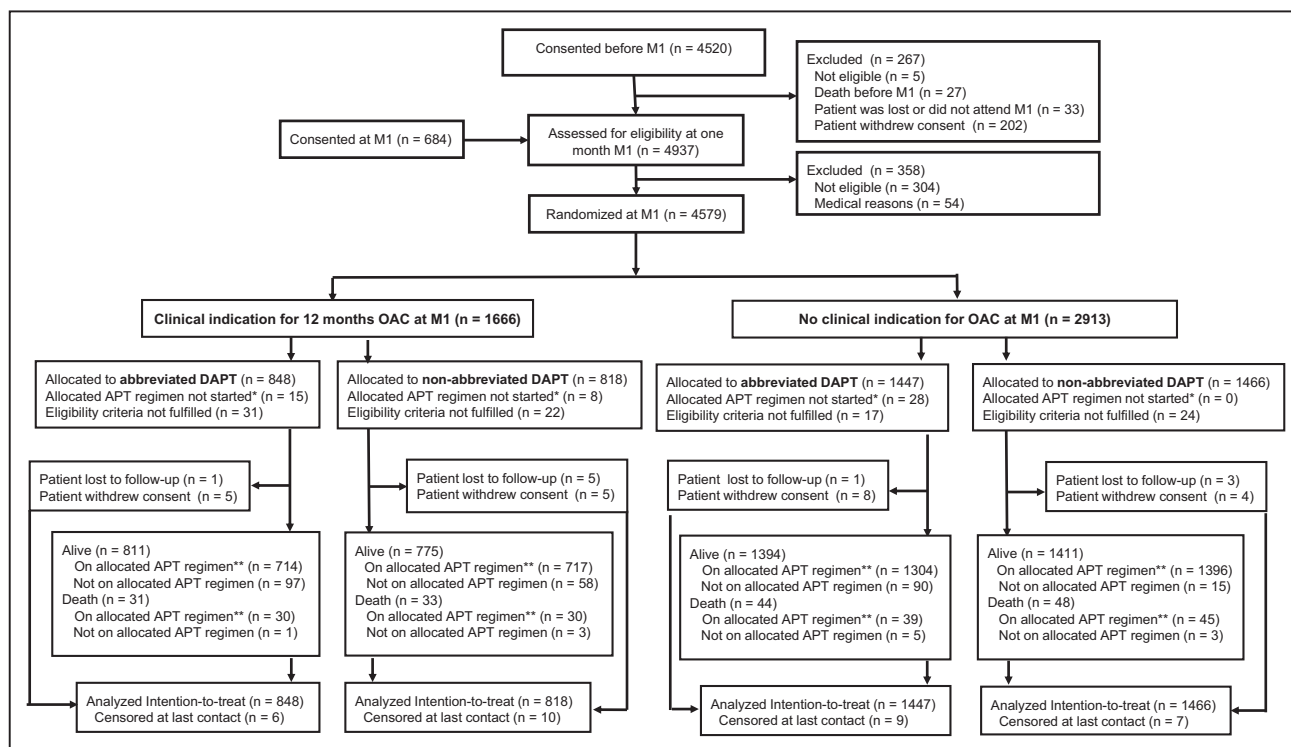 Consented before M1 (n = 4520)
Excluded (n = 267)
Not eligible (n = 5)
Death before M1 (n = 27)
Patient was lost or did not attend M1 (n = 33)
Patient withdrew consent (n = 202)
Consented at M1 (n = 684)
Assessed for eligibility at one
month M1 (n = 4937)
Excluded (n = 358)
Not eligible (n = 304)
Medical reasons (n = 54)
Randomized at M1 (n = 4579)
Clinical indication for 12 months OAC at M1 (n = 1666)
No clinical indication for OAC at M1 (n = 2913)
Allocated to abbreviated DAPT (n = 848)
Allocated APT regimen not started* (n = 15)
Eligibility criteria not fulfilled (n = 31)
Allocated to non-abbreviated DAPT (n = 818)
Allocated APT regimen not started* (n = 8)
Eligibility criteria not fulfilled (n = 22)
Allocated to abbreviated DAPT (n = 1447)
Allocated APT regimen not started* (n = 28)
Eligibility criteria not fulfilled (n = 17)
Allocated to non-abbreviated DAPT (n = 1466)
Allocated APT regimen not started* (n = 0)
Eligibility criteria not fulfilled (n = 24)
Patient lost to follow-up (n = 1)
Patient withdrew consent (n = 5)
Patient lost to follow-up (n = 5)
Patient withdrew consent (n = 5)
Patient lost to follow-up (n = 1)
Patient withdrew consent (n = 8)
Patient lost to follow-up (n = 3)
Patient withdrew consent (n = 4)
Alive (n = 811)
On allocated APT regimen** (n = 714)
Not on allocated APT regimen (n = 97)
Death (n = 31)
On allocated APT regimen** (n = 30)
Not on allocated APT regimen (n = 1)
Alive (n = 775)
On allocated APT regimen** (n = 717)
Not on allocated APT regimen (n = 58)
Death (n = 33)
On allocated APT regimen** (n = 30)
Not on allocated APT regimen (n = 3)
Alive (n = 1394)
On allocated APT regimen** (n = 1304)
Not on allocated APT regimen (n = 90)
Death (n = 44)
On allocated APT regimen** (n = 39)
Not on allocated APT regimen (n = 5)
Alive (n = 1411)
On allocated APT regimen** (n = 1396)
Not on allocated APT regimen (n = 15)
Death (n = 48)
On allocated APT regimen** (n = 45)
Not on allocated APT regimen (n = 3)
Analyzed Intention-to-treat (n = 848)
Censored at last contact (n = 6)
Analyzed Intention-to-treat (n = 818)
Censored at last contact (n = 10)
Analyzed Intention-to-treat (n = 1447)
Censored at last contact (n = 9)
Analyzed Intention-to-treat (n = 1466)
Censored at last contact (n = 7)